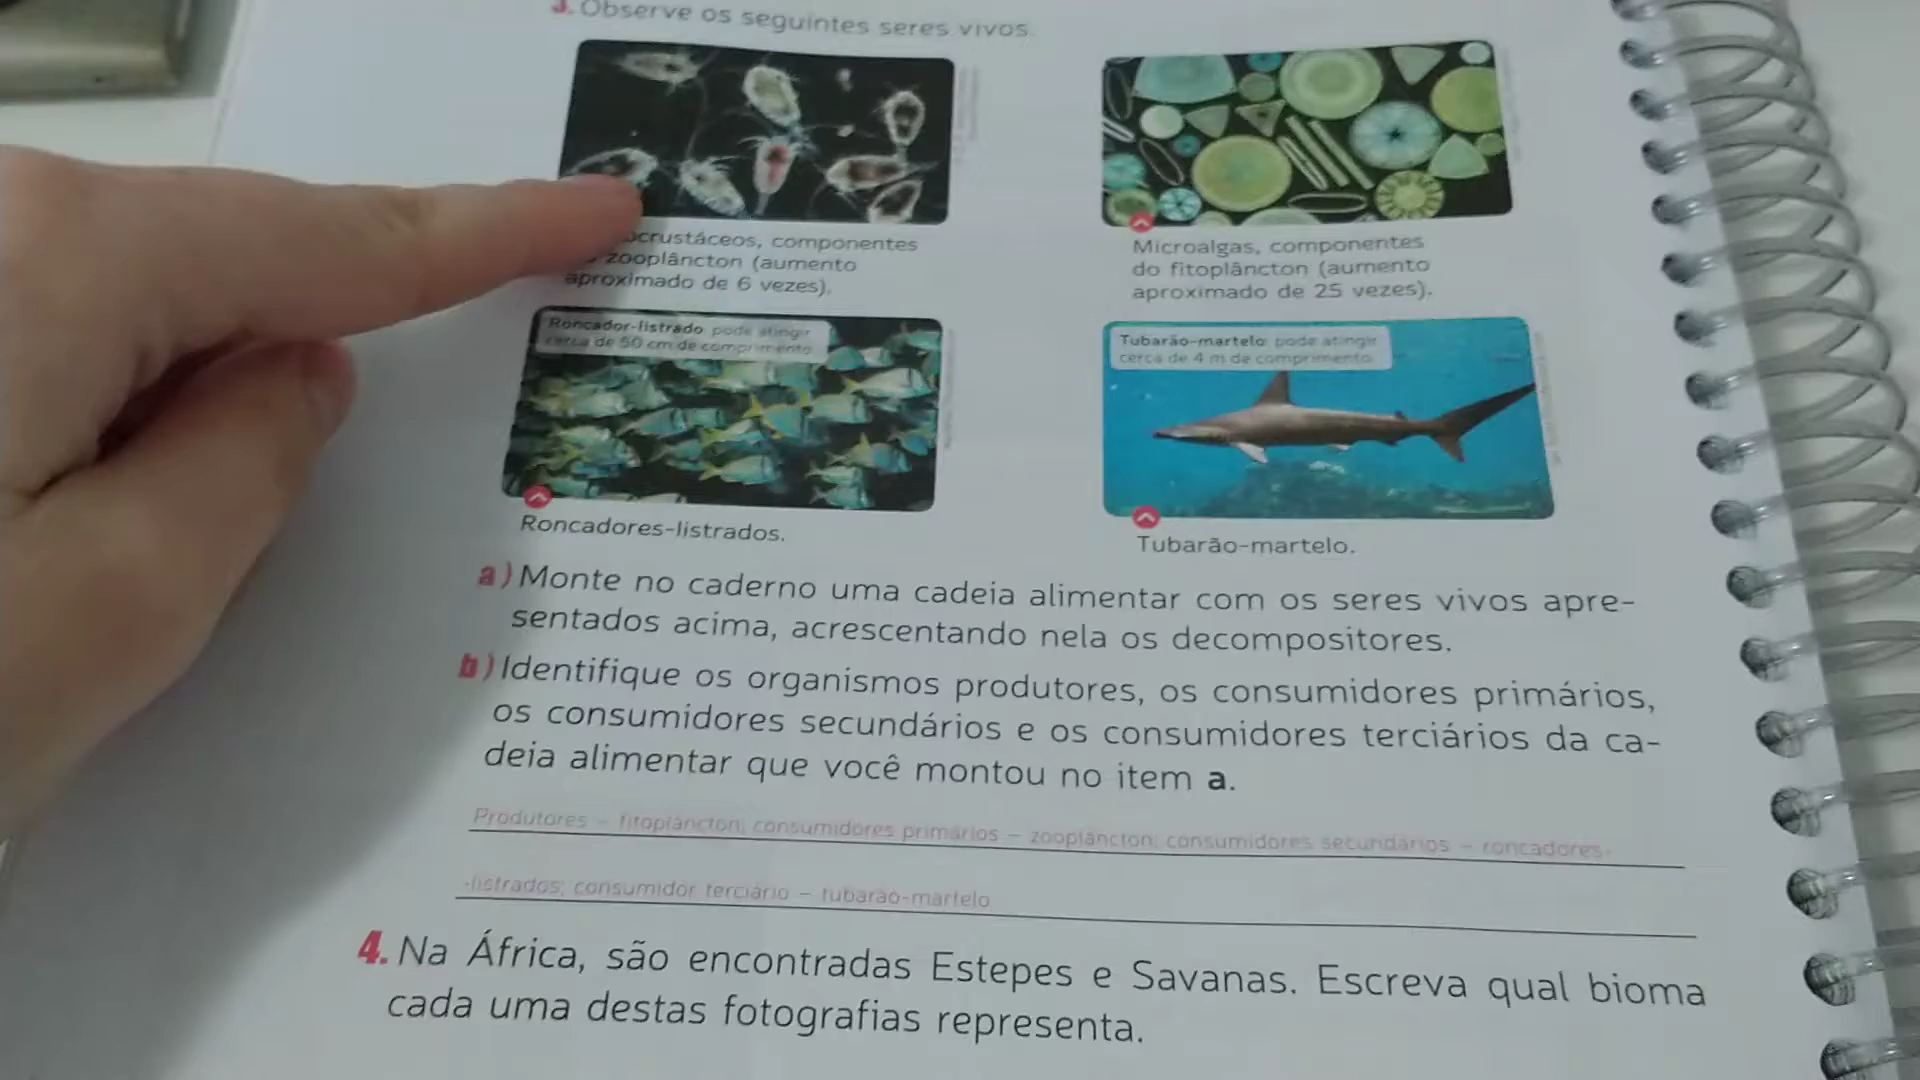 3. Observe os seguintes seres vivos.
crustáceos, componentes
zooplâncton (aumento
aproximado de 6 vezes).
Microalgas, componentes
do fitoplâncton (aumento
aproximado de 25 vezes).
Roncador-listrado pode atingir
cerca de 50 cm de comprimento
Roncadores-listrados.
Tubarão-martelo pode atingir
cerca de 4 m de comprimento.
Tubarão-martelo.
a) Monte no caderno uma cadeia alimentar com os seres vivos apre-
sentados acima, acrescentando nela os decompositores.
b) Identifique os organismos produtores, os consumidores primários,
os consumidores secundários e os consumidores terciários da ca-
deia alimentar que você montou no item a.
Produtores – fitoplâncton; consumidores primários – zooplâncton; consumidores secundários – roncadores-
-listrados; consumidor terciário – tubarão-martelo
4. Na África, são encontradas Estepes e Savanas. Escreva qual bioma
cada uma destas fotografias representa.